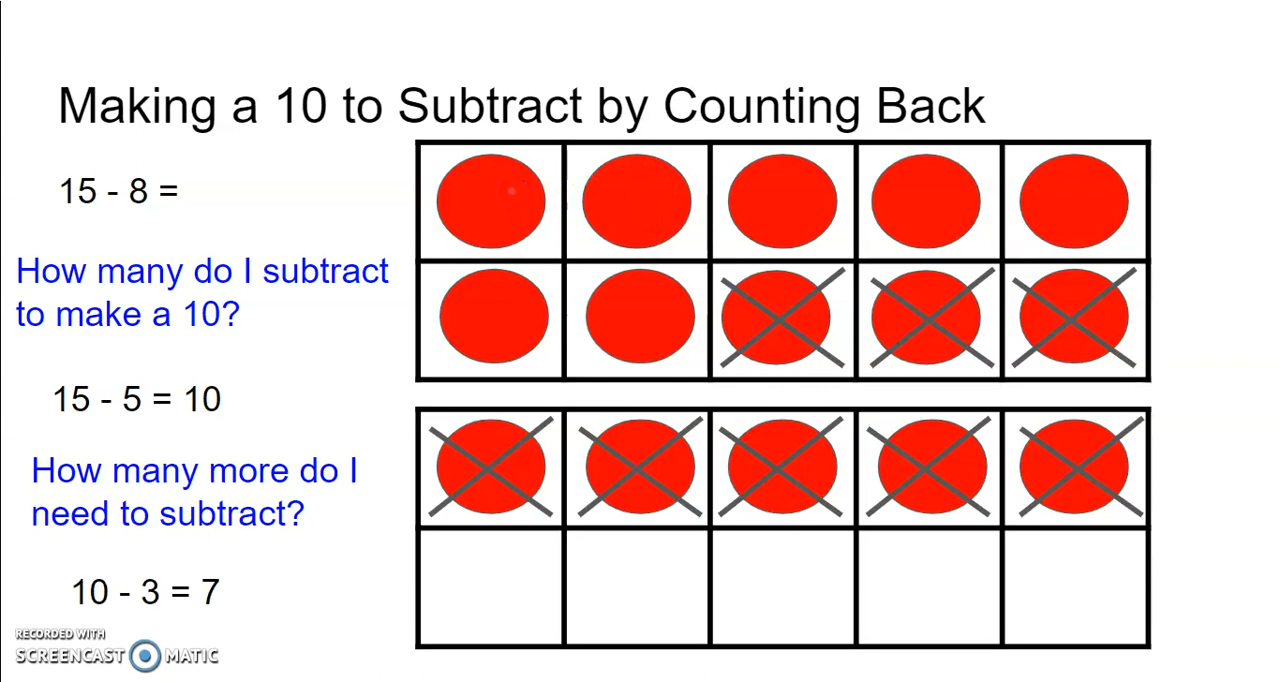 Making a 10 to Subtract by Counting Back
15 - 8 =
How many do I subtract
to make a 10?
15 - 5 = 10
How many more do I
need to subtract?
10 - 3 = 7
RECORDED WITH
SCREENCAST MATIC